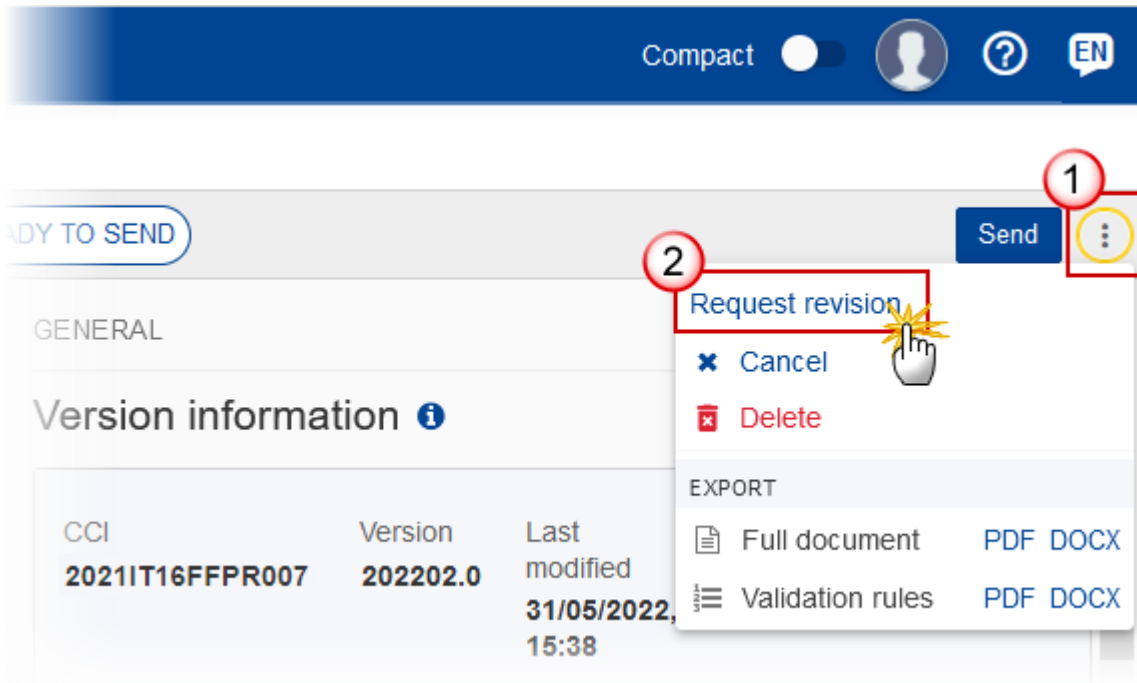 Compact EN
1
ADY TO SEND Send
2
Request revision
GENERAL
Cancel
Version information
Delete
EXPORT
CCI Version Last modified
Full document PDF DOCX
2021IT16FFPR007 202202.0
Validation rules PDF DOCX
31/05/2022,
15:38